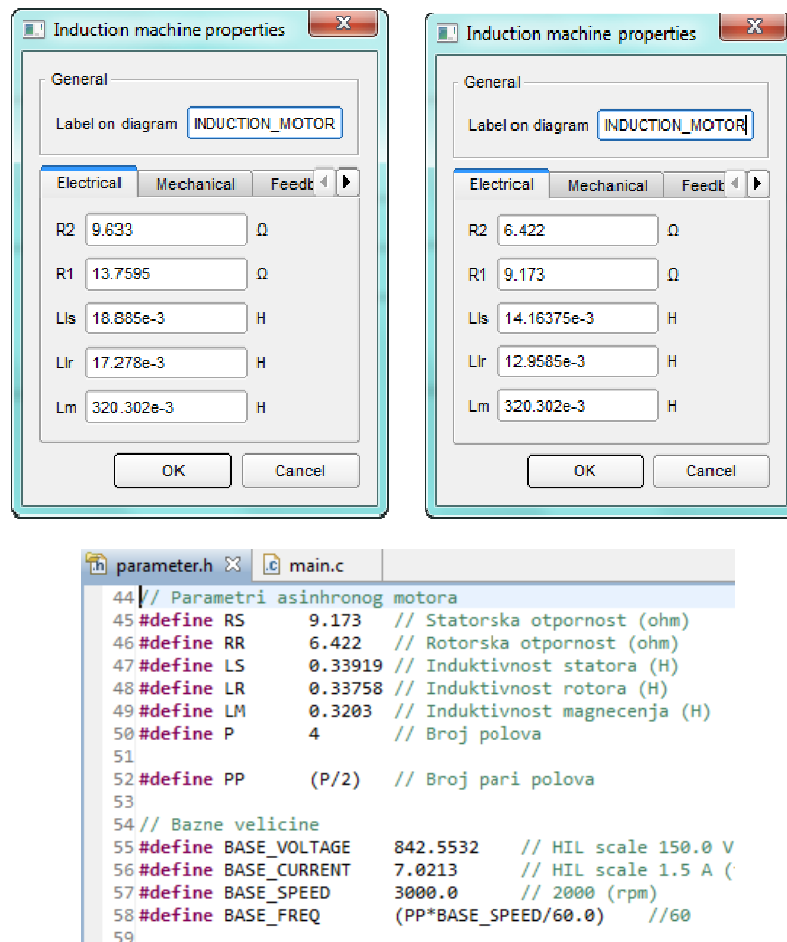 Induction machine properties
General
Label on diagram INDUCTION_MOTOR
Electrical Mechanical Feedb
R2 9.633 Ω
R1 13.7595 Ω
Lls 18.885e-3 H
Llr 17.278e-3 H
Lm 320.302e-3 H
OK Cancel
Induction machine properties
General
Label on diagram INDUCTION_MOTOR
Electrical Mechanical Feedb
R2 6.422 Ω
R1 9.173 Ω
Lls 14.16375e-3 H
Llr 12.9585e-3 H
Lm 320.302e-3 H
OK Cancel
parameter.h main.c
44 // Parametri asinhronog motora
45 #define RS 9.173 // Statorska otpornost (ohm)
46 #define RR 6.422 // Rotorska otpornost (ohm)
47 #define LS 0.33919 // Induktivnost statora (H)
48 #define LR 0.33758 // Induktivnost rotora (H)
49 #define LM 0.3203 // Induktivnost magnecenja (H)
50 #define P 4 // Broj polova
51
52 #define PP (P/2) // Broj pari polova
53
54 // Bazne velicine
55 #define BASE_VOLTAGE 842.5532 // HIL scale 150.0 V
56 #define BASE_CURRENT 7.0213 // HIL scale 1.5 A (
57 #define BASE_SPEED 3000.0 // 2000 (rpm)
58 #define BASE_FREQ (PP*BASE_SPEED/60.0) //60
59